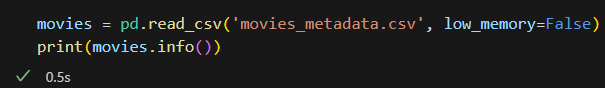 movies = pd.read_csv('movies_metadata.csv', low_memory=False)
print(movies.info())
✓ 0.5s